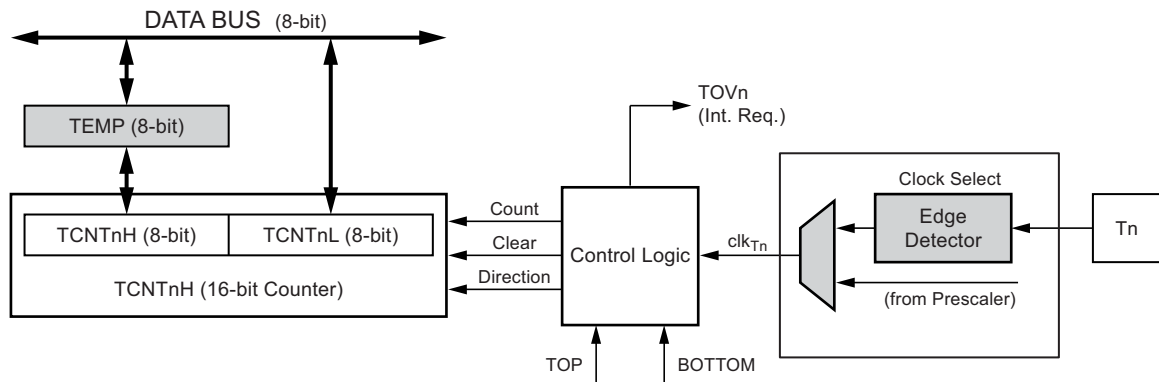 DATA BUS (8-bit)
TEMP (8-bit)
TCNTnH (8-bit)
TCNTnL (8-bit)
TCNTnH (16-bit Counter)
Count
Clear
Direction
Control Logic
TOVn
(Int. Req.)
TOP
BOTTOM
clkTn
Clock Select
Edge
Detector
(from Prescaler)
Tn